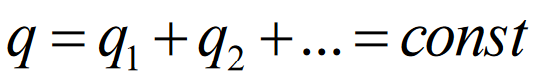 q = q₁ + q₂ + ... = const